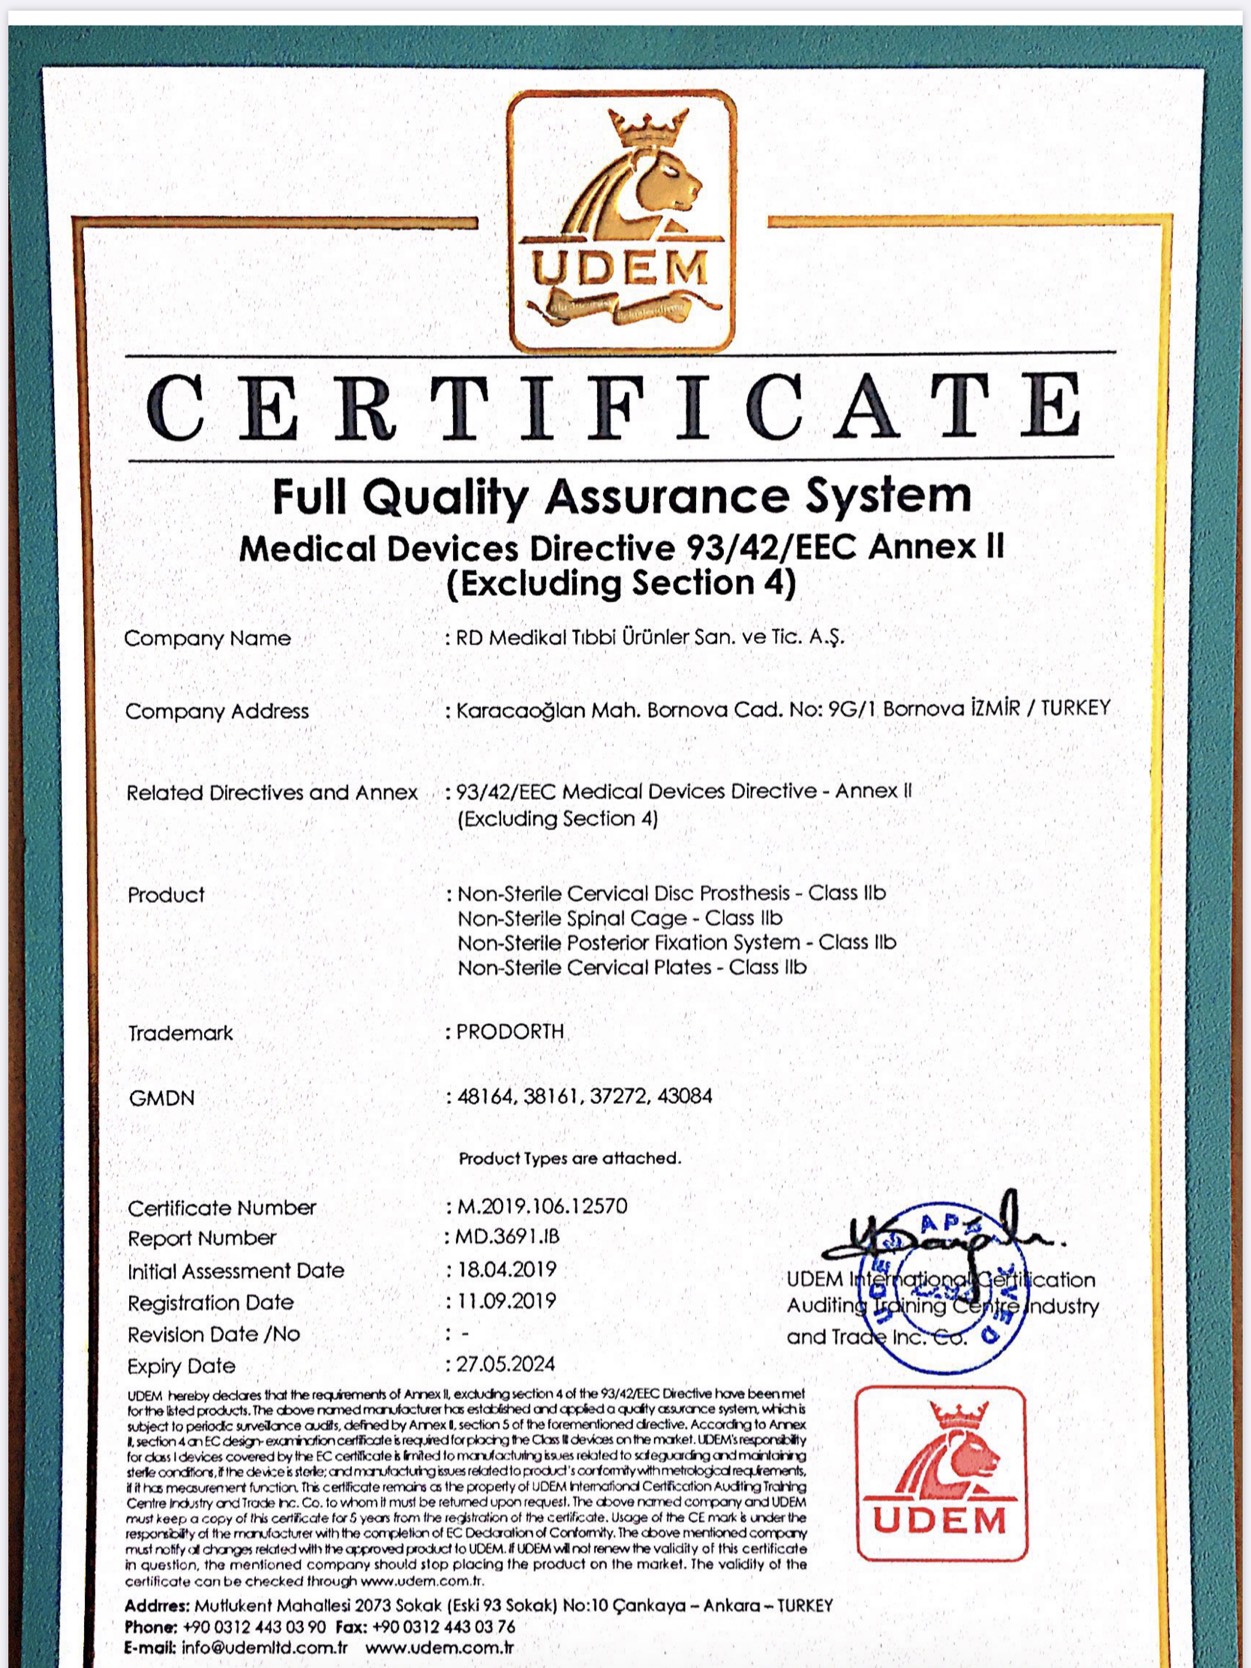 UDEM
CERTIFICATE
Full Quality Assurance System
Medical Devices Directive 93/42/EEC Annex II
(Excluding Section 4)
Company Name : RD Medikal Tıbbi Ürünler San. ve Tic. A.Ş.
Company Address : Karacaoğlan Mah. Bornova Cad. No: 9G/1 Bornova İZMİR / TURKEY
Related Directives and Annex : 93/42/EEC Medical Devices Directive - Annex II
(Excluding Section 4)
Product : Non-Sterile Cervical Disc Prosthesis - Class IIb
Non-Sterile Spinal Cage - Class IIb
Non-Sterile Posterior Fixation System - Class IIb
Non-Sterile Cervical Plates - Class IIb
Trademark : PRODORTH
GMDN : 48164, 38161, 37272, 43084
Product Types are attached.
Certificate Number : M.2019.106.12570
Report Number : MD.3691.IB
Initial Assessment Date : 18.04.2019
Registration Date : 11.09.2019
Revision Date /No : -
Expiry Date : 27.05.2024
UDEM International Certification
Auditing Training Centre Industry
and Trade Inc. Co.
UDEM hereby declares that the requirements of Annex II, excluding section 4 of the 93/42/EEC Directive have been met
for the listed products. The above named manufacturer has established and applied a quality assurance system, which is
subject to periodic surveillance audits, defined by Annex II, section 5 of the forementioned directive. According to Annex
II, section 4 an EC design-examination certificate is required for placing the Class III devices on the market. UDEM's responsibility
for class I devices covered by the EC certificate is limited to manufacturing issues related to safeguarding and maintaining
sterile conditions, if the device is sterile; and manufacturing issues related to product's conformity with metrological requirements,
if it has measurement function. This certificate remains as the property of UDEM International Certification Auditing Training
Centre Industry and Trade Inc. Co. to whom it must be returned upon request. The above named company and UDEM
must keep a copy of this certificate for 5 years from the registration of the certificate. Usage of the CE mark is under the
responsibility of the manufacturer with the completion of EC Declaration of Conformity. The above mentioned company
must notify all changes related with the approved product to UDEM. If UDEM will not renew the validity of this certificate
in question, the mentioned company should stop placing the product on the market. The validity of the
certificate can be checked through www.udem.com.tr.
UDEM
Addrres: Mutlukent Mahallesi 2073 Sokak (Eski 93 Sokak) No:10 Çankaya – Ankara – TURKEY
Phone: +90 0312 443 03 90 Fax: +90 0312 443 03 76
E-mail: info@udemltd.com.tr www.udem.com.tr